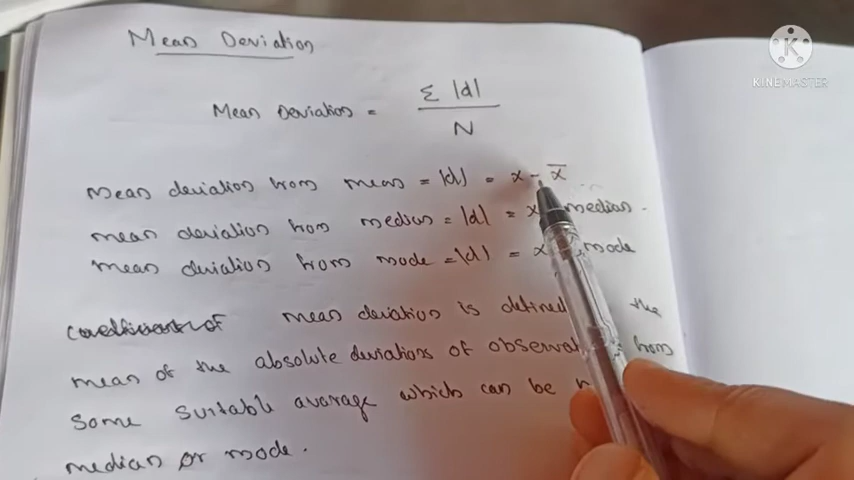 Mean Deviation
K
KINEMASTER
Mean Deviation = Σ |d| / N
Mean deviation from mean = |d| = x - x̄
mean deviation from median = |d| = x median.
mean deviation from mode = |d| = x mode
coefficient of mean deviation is defined the
mean of the absolute deviations of observat from
some suitable average which can be
median or mode.